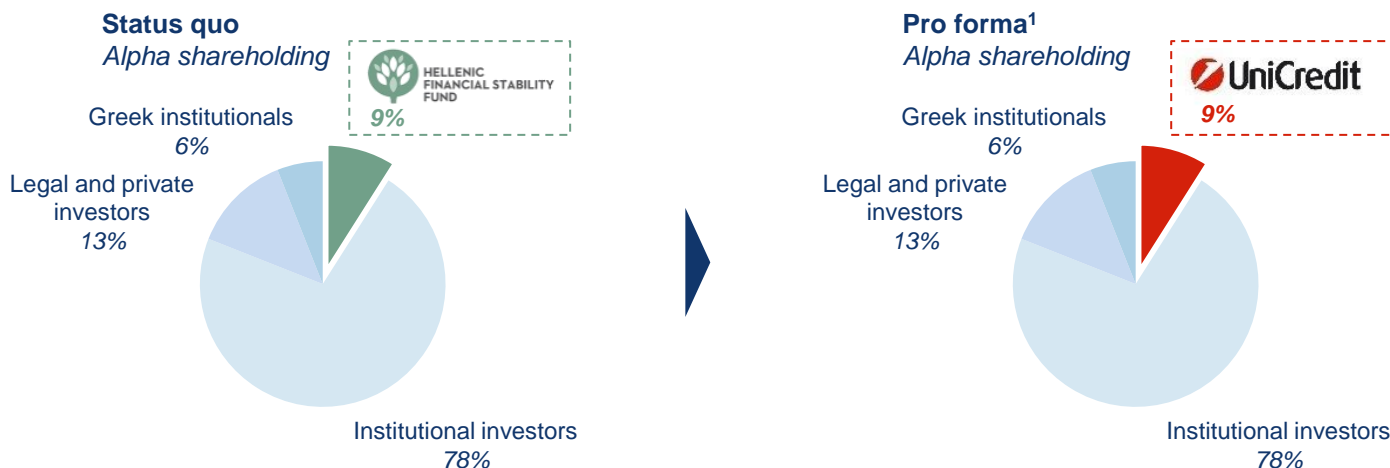 Status quo
Alpha shareholding
HELLENIC
FINANCIAL STABILITY
FUND
9%
Greek institutionals
6%
Legal and private
investors
13%
Institutional investors
78%
Pro forma¹
Alpha shareholding
UniCredit
9%
Greek institutionals
6%
Legal and private
investors
13%
Institutional investors
78%